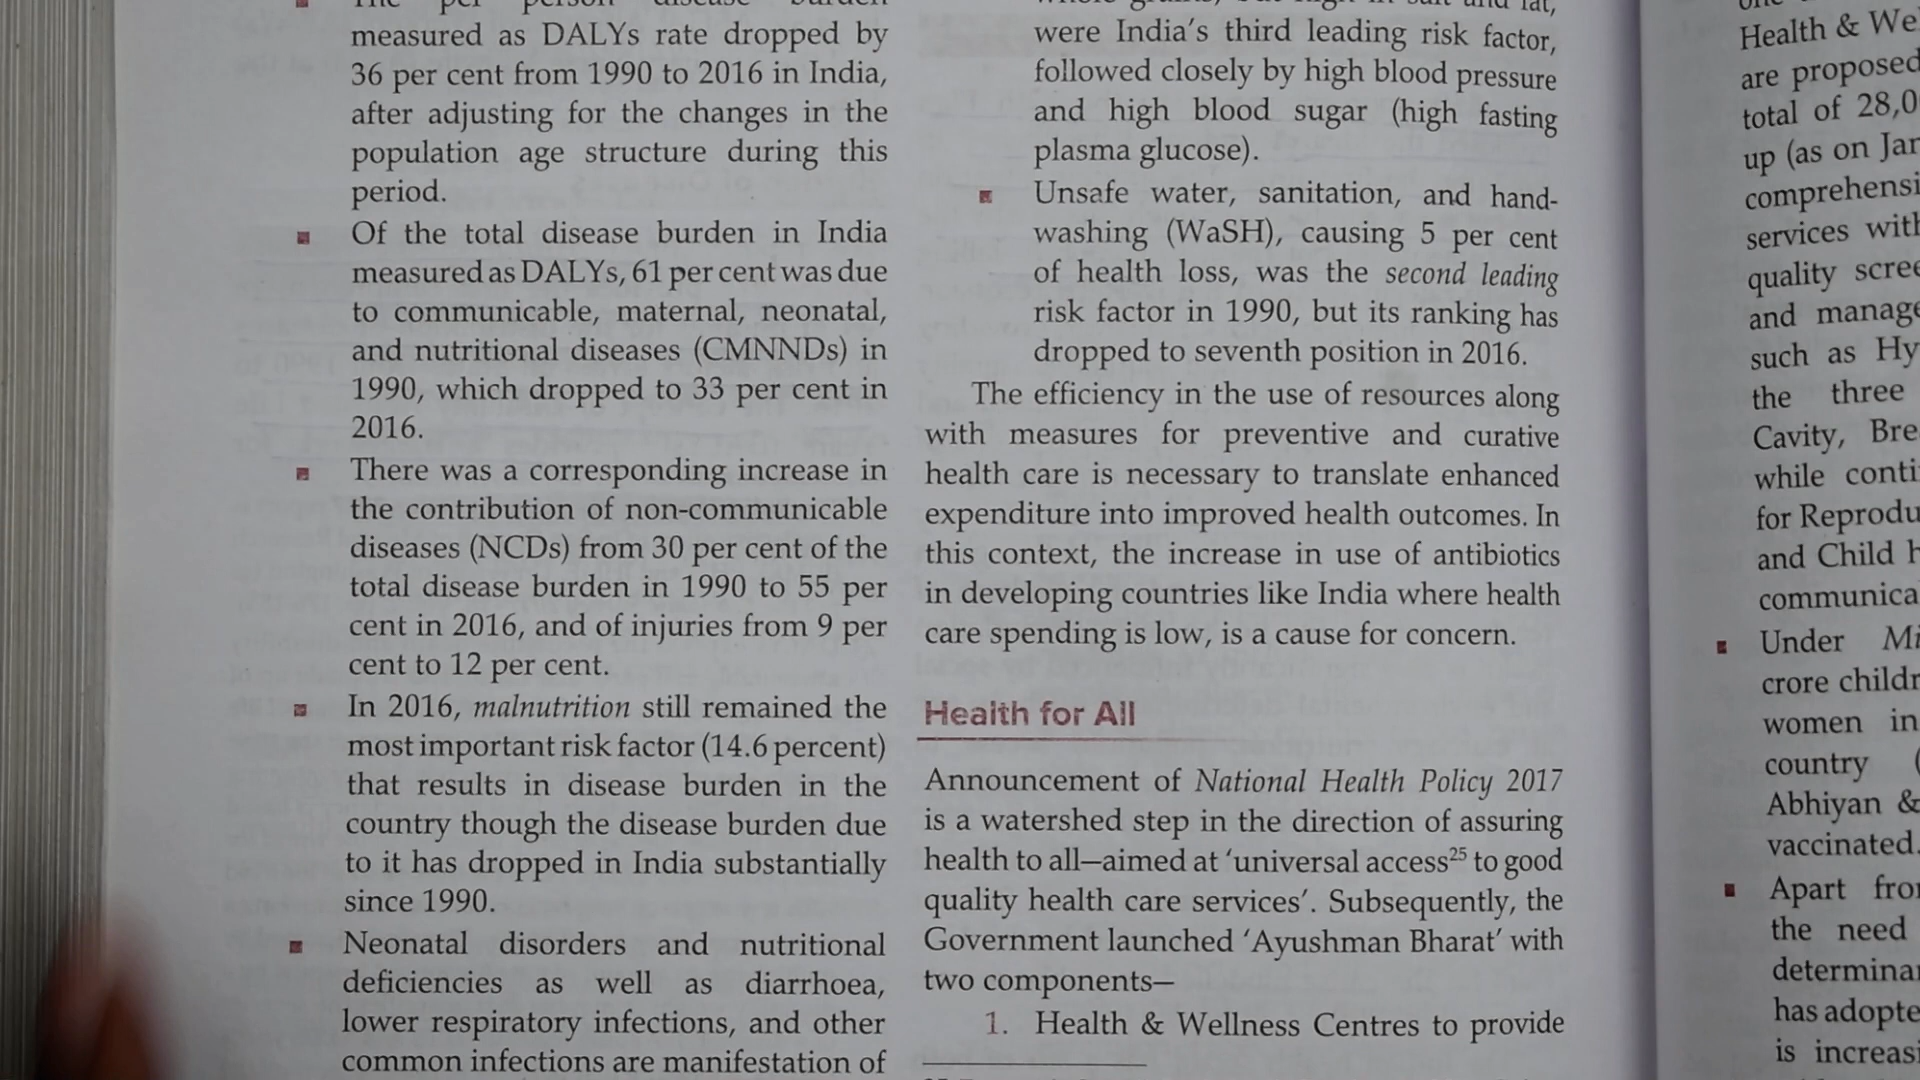 The per person disease burden
measured as DALYs rate dropped by
36 per cent from 1990 to 2016 in India,
after adjusting for the changes in the
population age structure during this
period.
Of the total disease burden in India
measured as DALYs, 61 per cent was due
to communicable, maternal, neonatal,
and nutritional diseases (CMNNDs) in
1990, which dropped to 33 per cent in
2016.
There was a corresponding increase in
the contribution of non-communicable
diseases (NCDs) from 30 per cent of the
total disease burden in 1990 to 55 per
cent in 2016, and of injuries from 9 per
cent to 12 per cent.
In 2016, malnutrition still remained the
most important risk factor (14.6 percent)
that results in disease burden in the
country though the disease burden due
to it has dropped in India substantially
since 1990.
Neonatal disorders and nutritional
deficiencies as well as diarrhoea,
lower respiratory infections, and other
common infections are manifestation of
salt and fat,
were India's third leading risk factor,
followed closely by high blood pressure
and high blood sugar (high fasting
plasma glucose).
Unsafe water, sanitation, and hand-
washing (WaSH), causing 5 per cent
of health loss, was the second leading
risk factor in 1990, but its ranking has
dropped to seventh position in 2016.
The efficiency in the use of resources along
with measures for preventive and curative
health care is necessary to translate enhanced
expenditure into improved health outcomes. In
this context, the increase in use of antibiotics
in developing countries like India where health
care spending is low, is a cause for concern.
Health for All
Announcement of National Health Policy 2017
is a watershed step in the direction of assuring
health to all—aimed at 'universal access25 to good
quality health care services'. Subsequently, the
Government launched 'Ayushman Bharat' with
two components—
1. Health & Wellness Centres to provide
Health & We
are proposed
total of 28,0
up (as on Jan
comprehensi
services with
quality scree
and manage
such as Hy
the three
Cavity, Bre
while conti
for Reprodu
and Child h
communica
Under Mi
crore childr
women in
country (
Abhiyan &
vaccinated.
Apart fro
the need
determinan
has adopte
is increasi